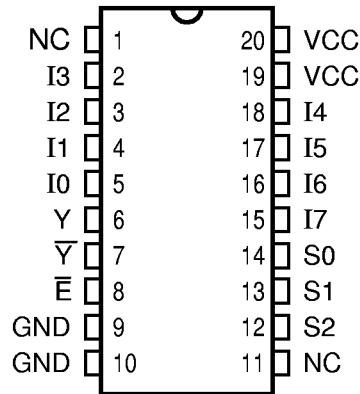 NC 1 20 VCC
I3 2 19 VCC
I2 3 18 I4
I1 4 17 I5
I0 5 16 I6
Y 6 15 I7
Y̅ 7 14 S0
E̅ 8 13 S1
GND 9 12 S2
GND 10 11 NC